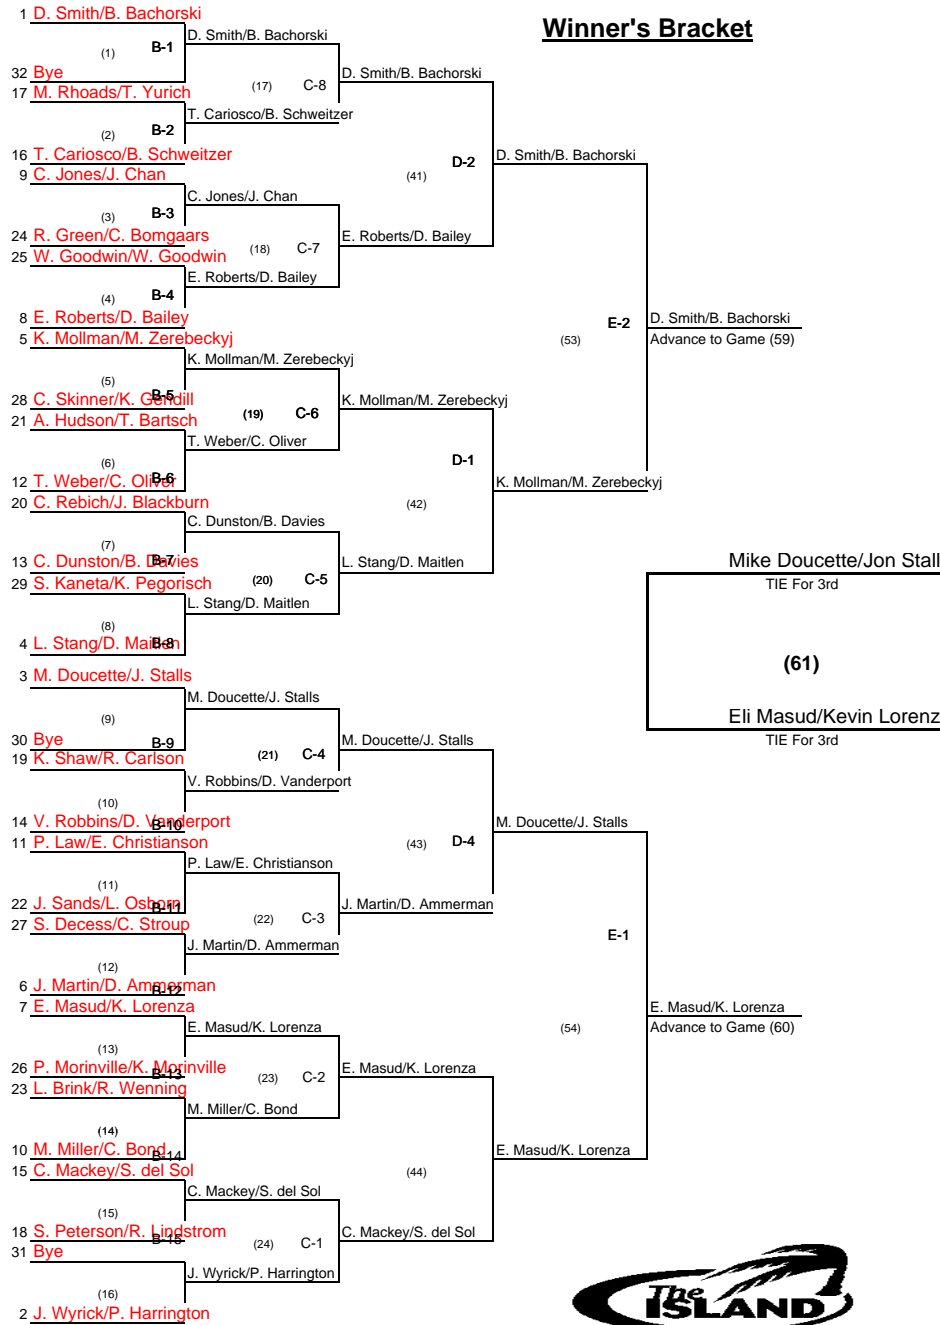 Winner's Bracket
1 D. Smith/B. Bachorski
D. Smith/B. Bachorski
(1) B-1
32 Bye
D. Smith/B. Bachorski
(17) C-8
17 M. Rhoads/T. Yurich
T. Cariosco/B. Schweitzer
(2) B-2
16 T. Cariosco/B. Schweitzer
D. Smith/B. Bachorski
(41) D-2
9 C. Jones/J. Chan
C. Jones/J. Chan
(3) B-3
24 R. Green/C. Bomgaars
E. Roberts/D. Bailey
(18) C-7
25 W. Goodwin/W. Goodwin
E. Roberts/D. Bailey
(4) B-4
8 E. Roberts/D. Bailey
D. Smith/B. Bachorski
E-2
(53) Advance to Game (59)
5 K. Mollman/M. Zerebeckyj
K. Mollman/M. Zerebeckyj
(5) B-5
28 C. Skinner/K. Gendill
K. Mollman/M. Zerebeckyj
(19) C-6
21 A. Hudson/T. Bartsch
T. Weber/C. Oliver
(6) B-6
12 T. Weber/C. Oliver
D-1
K. Mollman/M. Zerebeckyj
(42)
20 C. Rebich/J. Blackburn
C. Dunston/B. Davies
(7) B-7
13 C. Dunston/B. Davies
L. Stang/D. Maitlen
(20) C-5
29 S. Kaneta/K. Pegorisch
L. Stang/D. Maitlen
(8) B-8
4 L. Stang/D. Maitlen
Mike Doucette/Jon Stall
TIE For 3rd
(61)
Eli Masud/Kevin Lorenz
TIE For 3rd
3 M. Doucette/J. Stalls
M. Doucette/J. Stalls
(9) B-9
30 Bye
M. Doucette/J. Stalls
(21) C-4
19 K. Shaw/R. Carlson
V. Robbins/D. Vanderport
(10) B-10
14 V. Robbins/D. Vanderport
M. Doucette/J. Stalls
(43) D-4
11 P. Law/E. Christianson
P. Law/E. Christianson
(11) B-11
22 J. Sands/L. Osborn
J. Martin/D. Ammerman
(22) C-3
27 S. Decess/C. Stroup
J. Martin/D. Ammerman
(12) B-12
6 J. Martin/D. Ammerman
E-1
E. Masud/K. Lorenza
(54) Advance to Game (60)
7 E. Masud/K. Lorenza
E. Masud/K. Lorenza
(13) B-13
26 P. Morinville/K. Morinville
E. Masud/K. Lorenza
(23) C-2
23 L. Brink/R. Wenning
M. Miller/C. Bond
(14) B-14
10 M. Miller/C. Bond
E. Masud/K. Lorenza
(44)
15 C. Mackey/S. del Sol
C. Mackey/S. del Sol
(15) B-15
18 S. Peterson/R. Lindstrom
C. Mackey/S. del Sol
(24) C-1
31 Bye
J. Wyrick/P. Harrington
(16)
2 J. Wyrick/P. Harrington
The
ISLAND